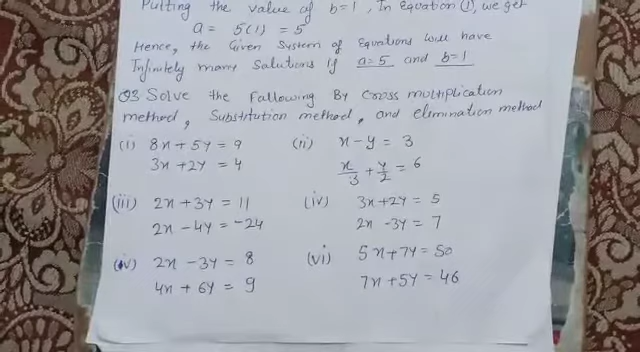 Putting the value of b=1, In Equation (1), we get
a = 5(1) = 5
Hence, the Given System of Equations will have
Infinitely many Salutions if a=5 and b=1
Q3 Solve the Fallowing By Cross multiplication
method, Substitution method, and elemination method
(i) 8x + 5y = 9 (ii) x - y = 3
3x + 2y = 4 x/3 + y/2 = 6
(iii) 2x + 3y = 11 (iv) 3x + 2y = 5
2x - 4y = -24 2x - 3y = 7
(v) 2x - 3y = 8 (vi) 5x + 7y = 50
4x + 6y = 9 7x + 5y = 46